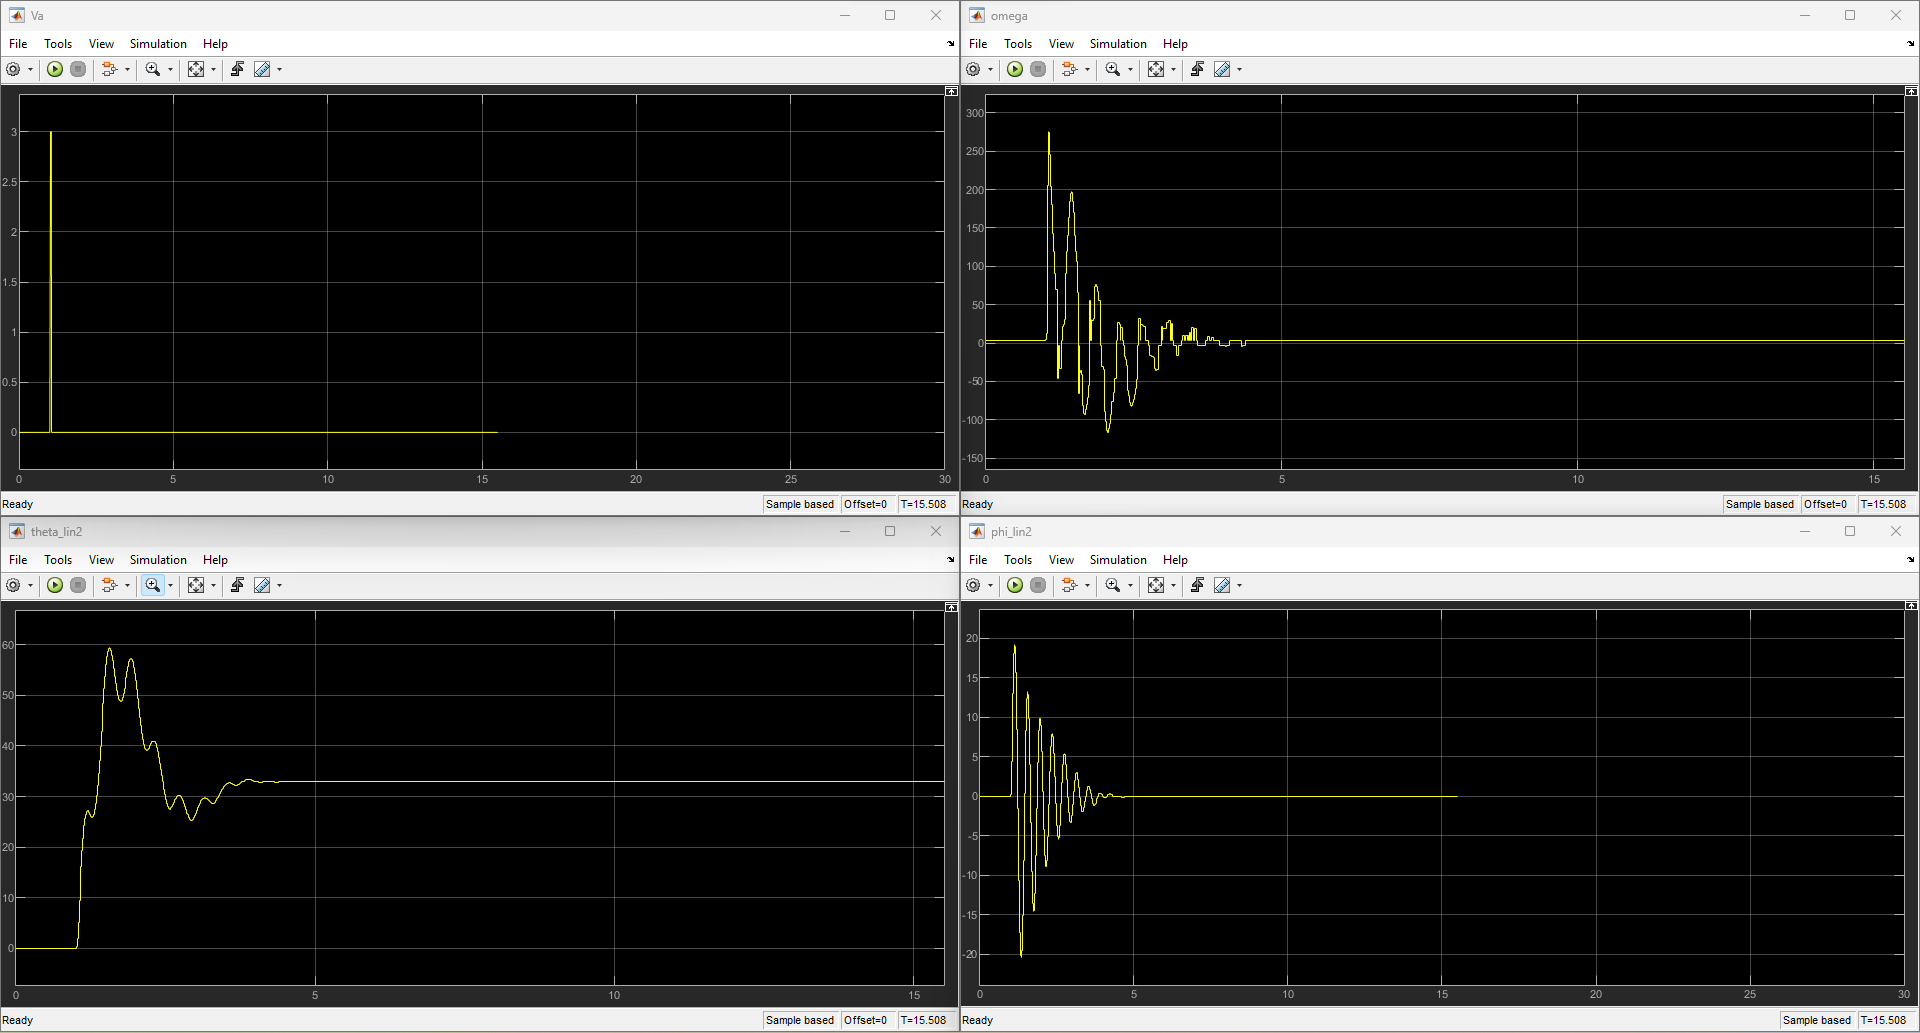 Va
File Tools View Simulation Help
3
2.5
2
1.5
1
0.5
0
0 5 10 15 20 25 30
Ready Sample based Offset=0 T=15.508
omega
File Tools View Simulation Help
300
250
200
150
100
50
0
-50
-100
-150
0 5 10 15
Ready Sample based Offset=0 T=15.508
theta_lin2
File Tools View Simulation Help
60
50
40
30
20
10
0
0 5 10 15
Ready Sample based Offset=0 T=15.508
phi_lin2
File Tools View Simulation Help
20
15
10
5
0
-5
-10
-15
-20
0 5 10 15 20 25 30
Ready Sample based T=15.508